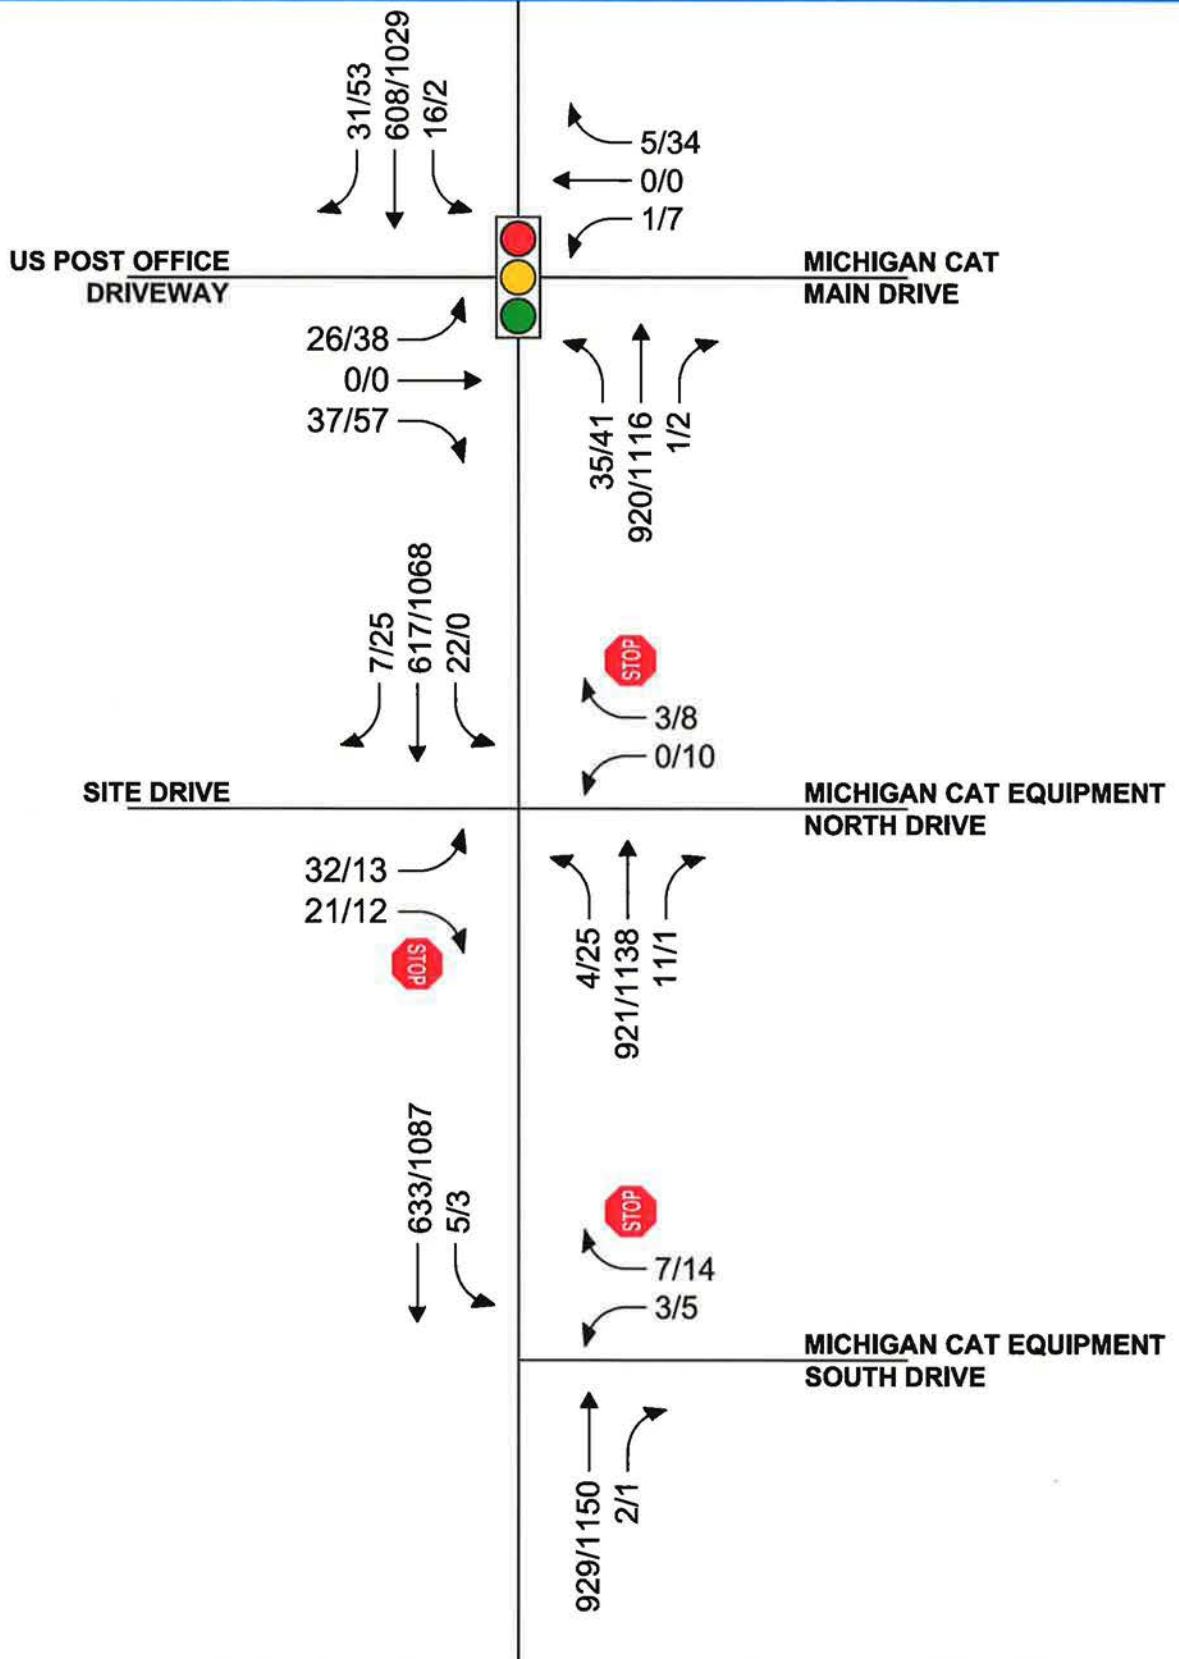 31/53
608/1029
16/2
5/34
0/0
1/7
US POST OFFICE
DRIVEWAY
MICHIGAN CAT
MAIN DRIVE
26/38
0/0
37/57
35/41
920/1116
1/2
7/25
617/1068
22/0
STOP
3/8
0/10
SITE DRIVE
MICHIGAN CAT EQUIPMENT
NORTH DRIVE
32/13
21/12
STOP
4/25
921/1138
11/1
633/1087
5/3
STOP
7/14
3/5
MICHIGAN CAT EQUIPMENT
SOUTH DRIVE
929/1150
2/1